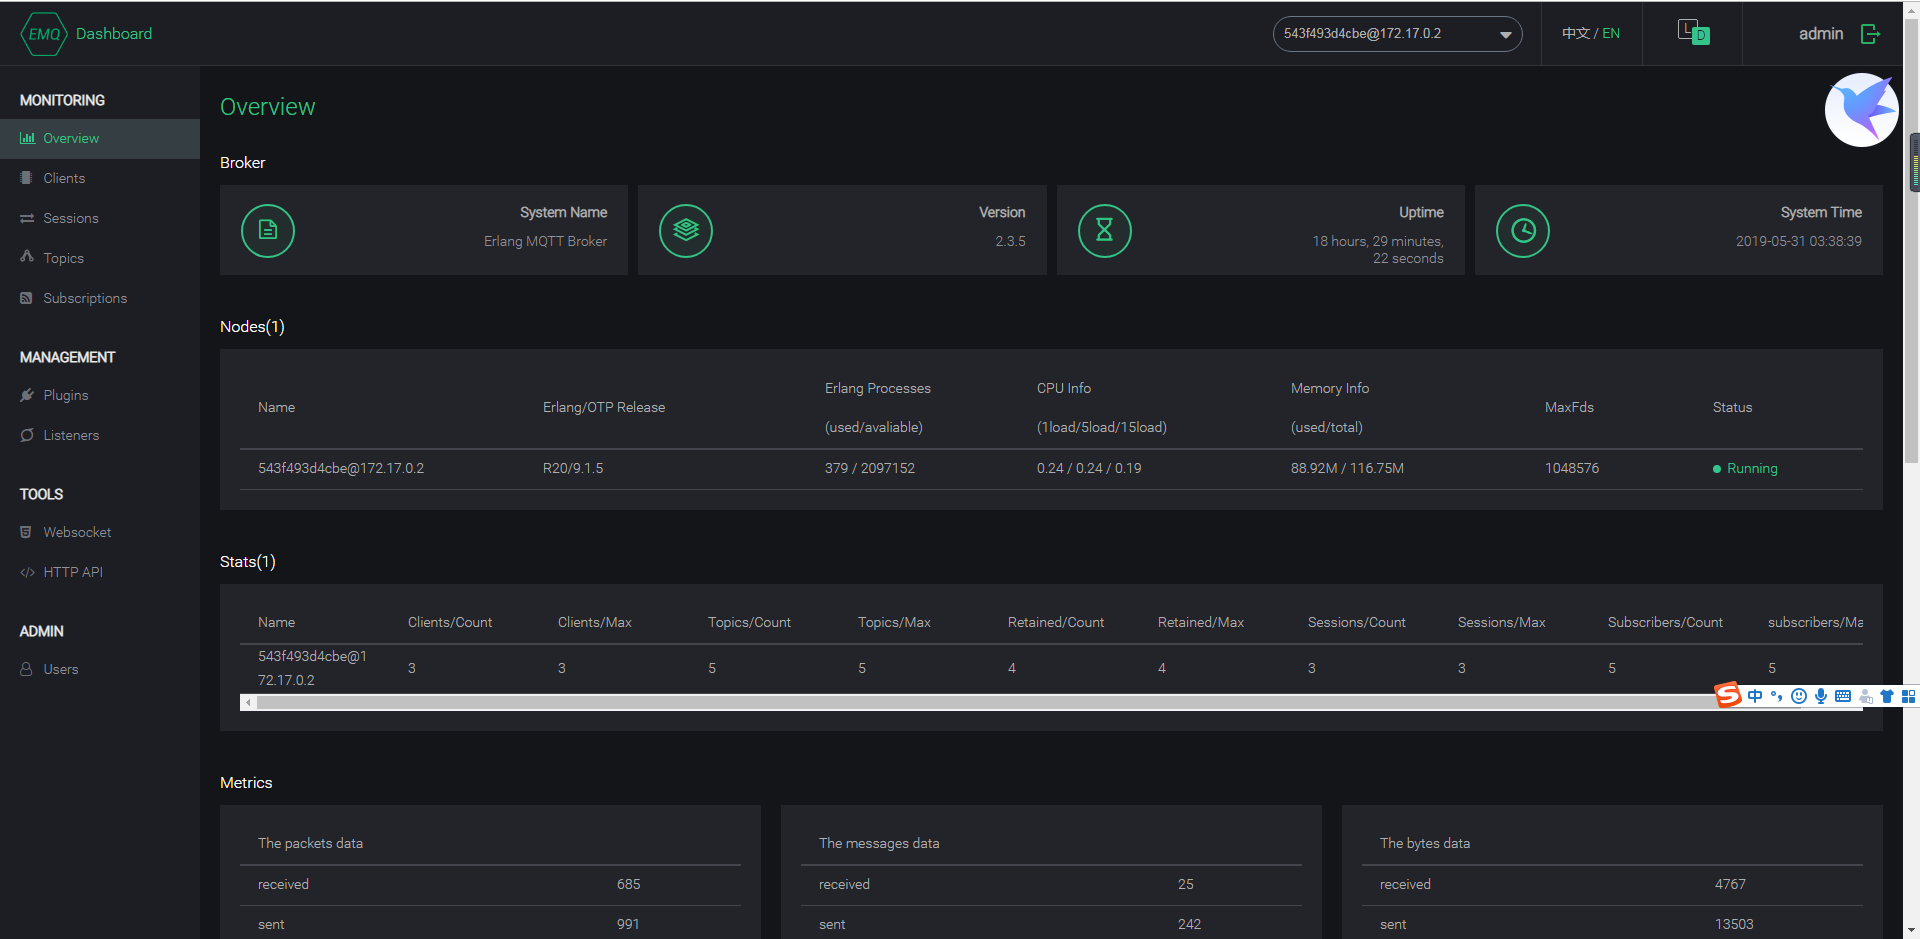 EMQ Dashboard
543f493d4cbe@172.17.0.2
中文 / EN
L D
admin
MONITORING
Overview
Clients
Sessions
Topics
Subscriptions
MANAGEMENT
Plugins
Listeners
TOOLS
Websocket
HTTP API
ADMIN
Users
Overview
Broker
System Name
Erlang MQTT Broker
Version
2.3.5
Uptime
18 hours, 29 minutes,
22 seconds
System Time
2019-05-31 03:38:39
Nodes(1)
Name Erlang/OTP Release Erlang Processes (used/avaliable) CPU Info (1load/5load/15load) Memory Info (used/total) MaxFds Status
543f493d4cbe@172.17.0.2 R20/9.1.5 379 / 2097152 0.24 / 0.24 / 0.19 88.92M / 116.75M 1048576 Running
Stats(1)
Name Clients/Count Clients/Max Topics/Count Topics/Max Retained/Count Retained/Max Sessions/Count Sessions/Max Subscribers/Count subscribers/Ma
543f493d4cbe@1
72.17.0.2 3 3 5 5 4 4 3 3 5 5
S 中
Metrics
The packets data
received 685
sent 991
The messages data
received 25
sent 242
The bytes data
received 4767
sent 13503